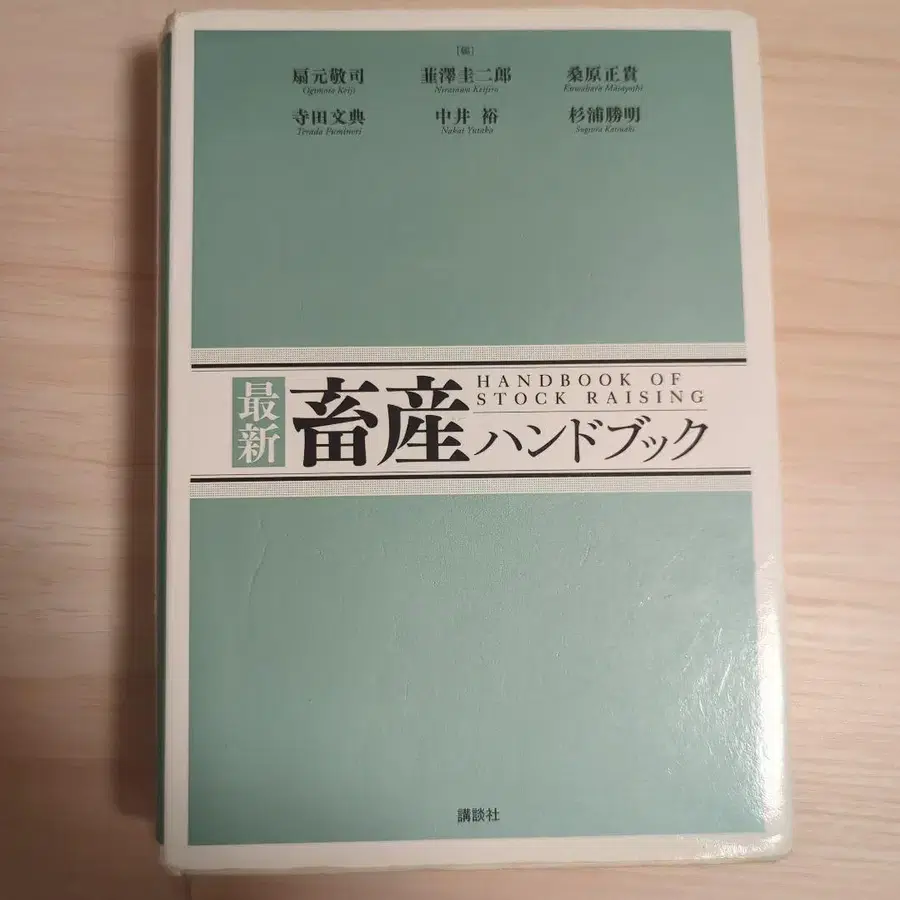 [編]
扇元敬司 韮澤圭二郎 桑原正貴
Ogimoto Keiji Nirasawa Keijiro Kuwahara Masayoshi
寺田文典 中井 裕 杉浦勝明
Terada Fuminori Nakai Yutaka Sugiura Katsuaki
最新 畜産ハンドブック
HANDBOOK OF
STOCK RAISING
講談社